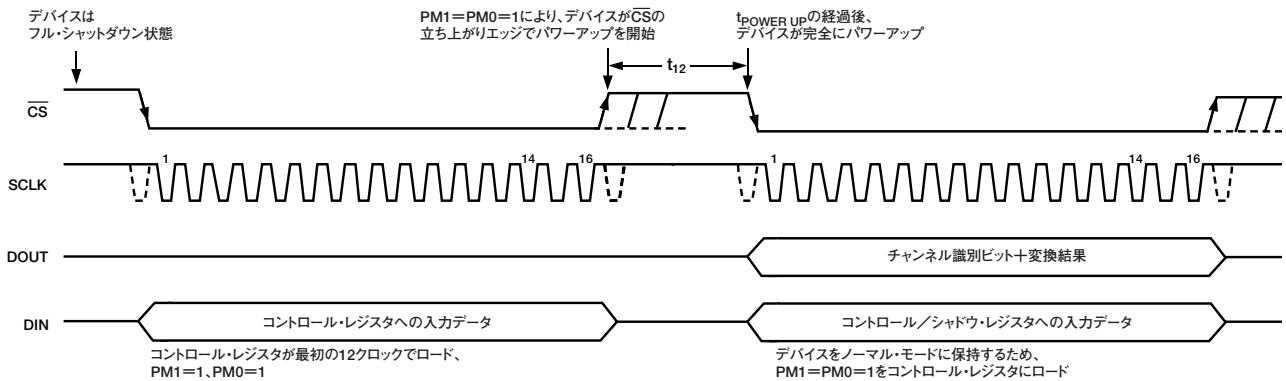 デバイスは
フル・シャットダウン状態
PM1=PM0=1により、デバイスがCSの
立ち上がりエッジでパワーアップを開始
tPOWER UPの経過後、
デバイスが完全にパワーアップ
t12
CS
SCLK
1
14
16
1
14
16
DOUT
チャンネル識別ビット+変換結果
DIN
コントロール・レジスタへの入力データ
コントロール/シャドウ・レジスタへの入力データ
コントロール・レジスタが最初の12クロックでロード、
PM1=1、PM0=1
デバイスをノーマル・モードに保持するため、
PM1=PM0=1をコントロール・レジスタにロード